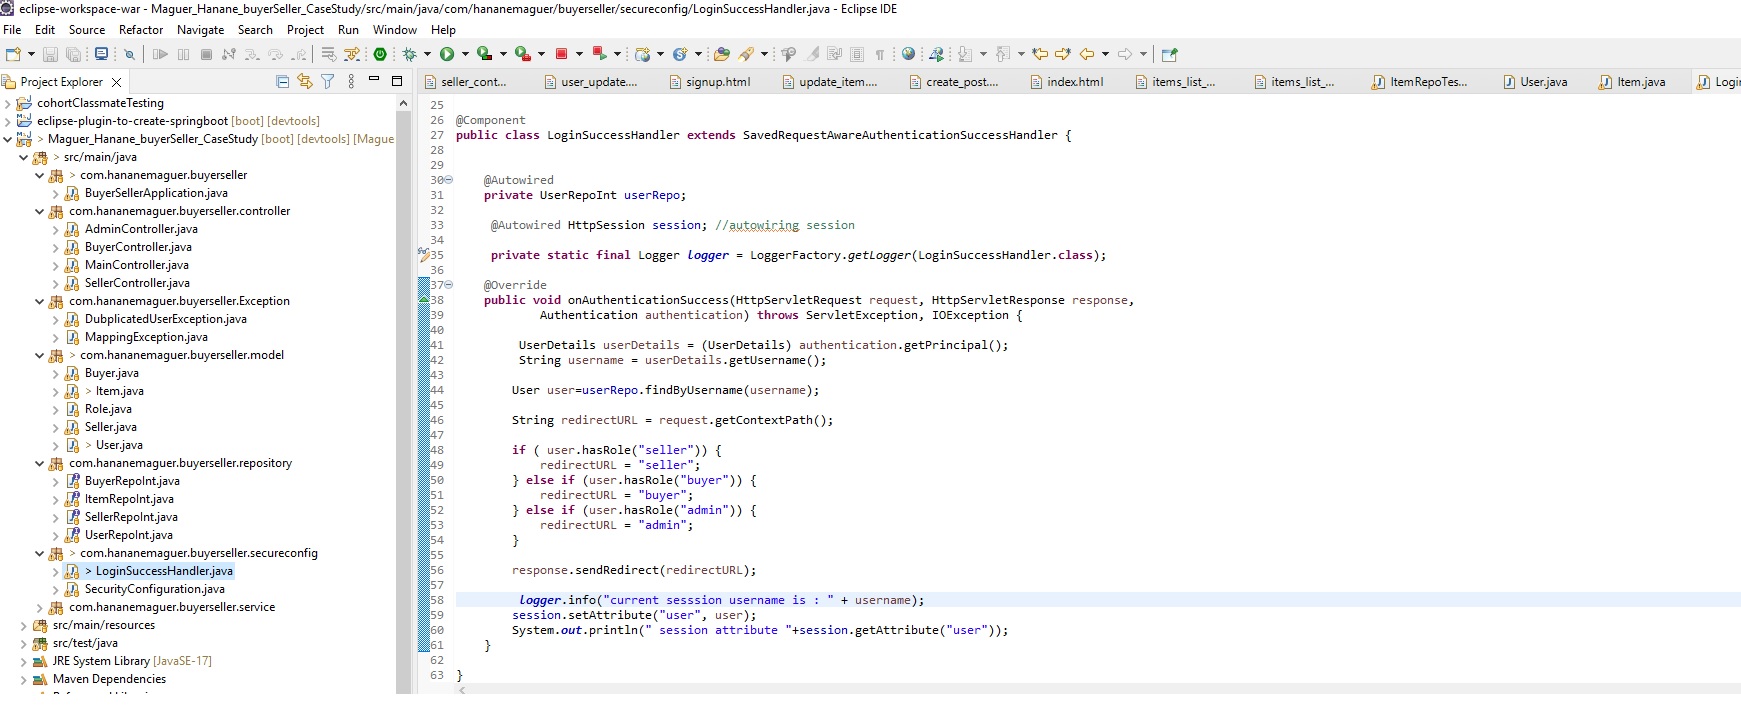 eclipse-workspace-war - Maguer_Hanane_buyerSeller_CaseStudy/src/main/java/com/hananemaguer/buyerseller/secureconfig/LoginSuccessHandler.java - Eclipse IDE
File Edit Source Refactor Navigate Search Project Run Window Help
Project Explorer
cohortClassmateTesting
eclipse-plugin-to-create-springboot [boot] [devtools]
> Maguer_Hanane_buyerSeller_CaseStudy [boot] [devtools] [Mague
> src/main/java
> com.hananemaguer.buyerseller
BuyerSellerApplication.java
com.hananemaguer.buyerseller.controller
AdminController.java
BuyerController.java
MainController.java
SellerController.java
com.hananemaguer.buyerseller.Exception
DubplicatedUserException.java
MappingException.java
> com.hananemaguer.buyerseller.model
Buyer.java
> Item.java
Role.java
Seller.java
> User.java
com.hananemaguer.buyerseller.repository
BuyerRepoInt.java
ItemRepoInt.java
SellerRepoInt.java
UserRepoInt.java
> com.hananemaguer.buyerseller.secureconfig
> LoginSuccessHandler.java
SecurityConfiguration.java
com.hananemaguer.buyerseller.service
src/main/resources
src/test/java
JRE System Library [JavaSE-17]
Maven Dependencies
seller_cont... user_update.... signup.html update_item.... create_post.... index.html items_list_... items_list_... ItemRepoTes... User.java Item.java Logi
25
26 @Component
27 public class LoginSuccessHandler extends SavedRequestAwareAuthenticationSuccessHandler {
28
29
30 @Autowired
31 private UserRepoInt userRepo;
32
33 @Autowired HttpSession session; //autowiring session
34
35 private static final Logger logger = LoggerFactory.getLogger(LoginSuccessHandler.class);
36
37 @Override
38 public void onAuthenticationSuccess(HttpServletRequest request, HttpServletResponse response,
39 Authentication authentication) throws ServletException, IOException {
40
41 UserDetails userDetails = (UserDetails) authentication.getPrincipal();
42 String username = userDetails.getUsername();
43
44 User user=userRepo.findByUsername(username);
45
46 String redirectURL = request.getContextPath();
47
48 if ( user.hasRole("seller")) {
49 redirectURL = "seller";
50 } else if (user.hasRole("buyer")) {
51 redirectURL = "buyer";
52 } else if (user.hasRole("admin")) {
53 redirectURL = "admin";
54 }
55
56 response.sendRedirect(redirectURL);
57
58 logger.info("current sesssion username is : " + username);
59 session.setAttribute("user", user);
60 System.out.println(" session attribute "+session.getAttribute("user"));
61 }
62
63 }